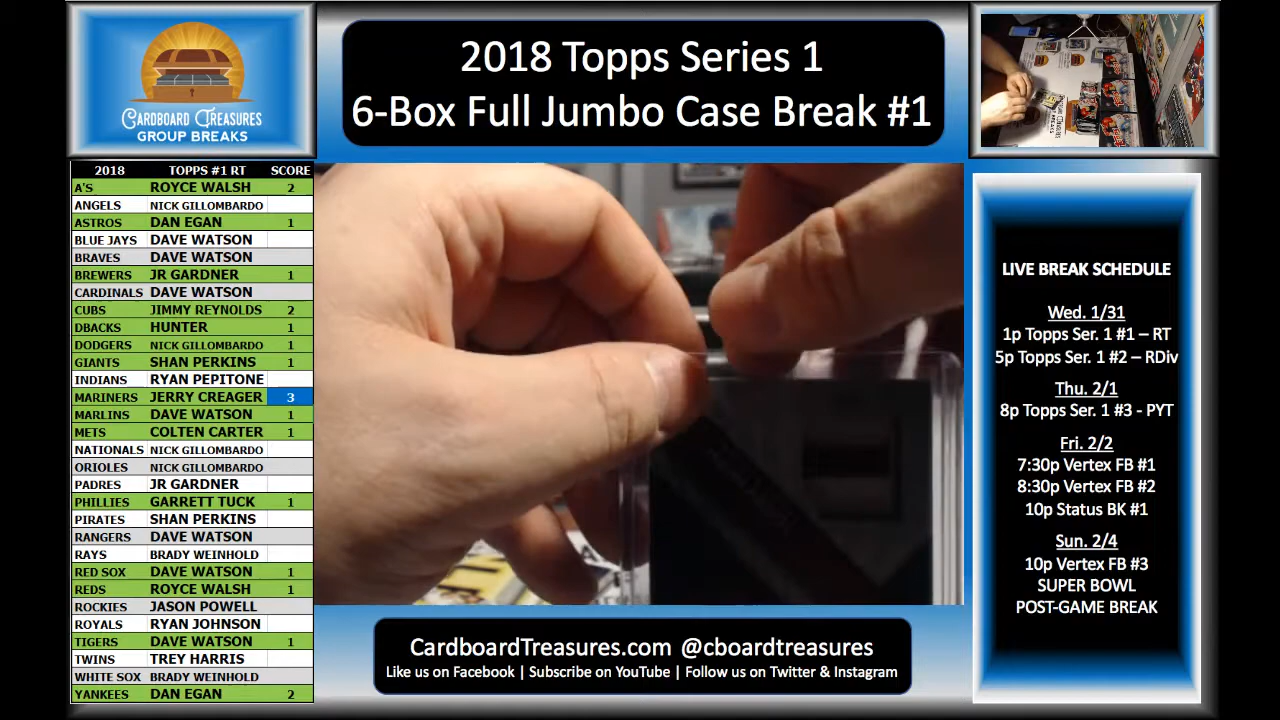 CARDBOARD TREASURES
GROUP BREAKS
2018 Topps Series 1
6-Box Full Jumbo Case Break #1
2018 TOPPS #1 RT SCORE
A'S ROYCE WALSH 2
ANGELS NICK GILLOMBARDO
ASTROS DAN EGAN 1
BLUE JAYS DAVE WATSON
BRAVES DAVE WATSON
BREWERS JR GARDNER 1
CARDINALS DAVE WATSON
CUBS JIMMY REYNOLDS 2
DBACKS HUNTER 1
DODGERS NICK GILLOMBARDO 1
GIANTS SHAN PERKINS 1
INDIANS RYAN PEPITONE
MARINERS JERRY CREAGER 3
MARLINS DAVE WATSON 1
METS COLTEN CARTER 1
NATIONALS NICK GILLOMBARDO
ORIOLES NICK GILLOMBARDO
PADRES JR GARDNER
PHILLIES GARRETT TUCK 1
PIRATES SHAN PERKINS
RANGERS DAVE WATSON
RAYS BRADY WEINHOLD
RED SOX DAVE WATSON 1
REDS ROYCE WALSH 1
ROCKIES JASON POWELL
ROYALS RYAN JOHNSON
TIGERS DAVE WATSON 1
TWINS TREY HARRIS
WHITE SOX BRADY WEINHOLD
YANKEES DAN EGAN 2
LIVE BREAK SCHEDULE
Wed. 1/31
1p Topps Ser. 1 #1 – RT
5p Topps Ser. 1 #2 – RDiv
Thu. 2/1
8p Topps Ser. 1 #3 - PYT
Fri. 2/2
7:30p Vertex FB #1
8:30p Vertex FB #2
10p Status BK #1
Sun. 2/4
10p Vertex FB #3
SUPER BOWL
POST-GAME BREAK
CardboardTreasures.com @cboardtreasures
Like us on Facebook | Subscribe on YouTube | Follow us on Twitter & Instagram